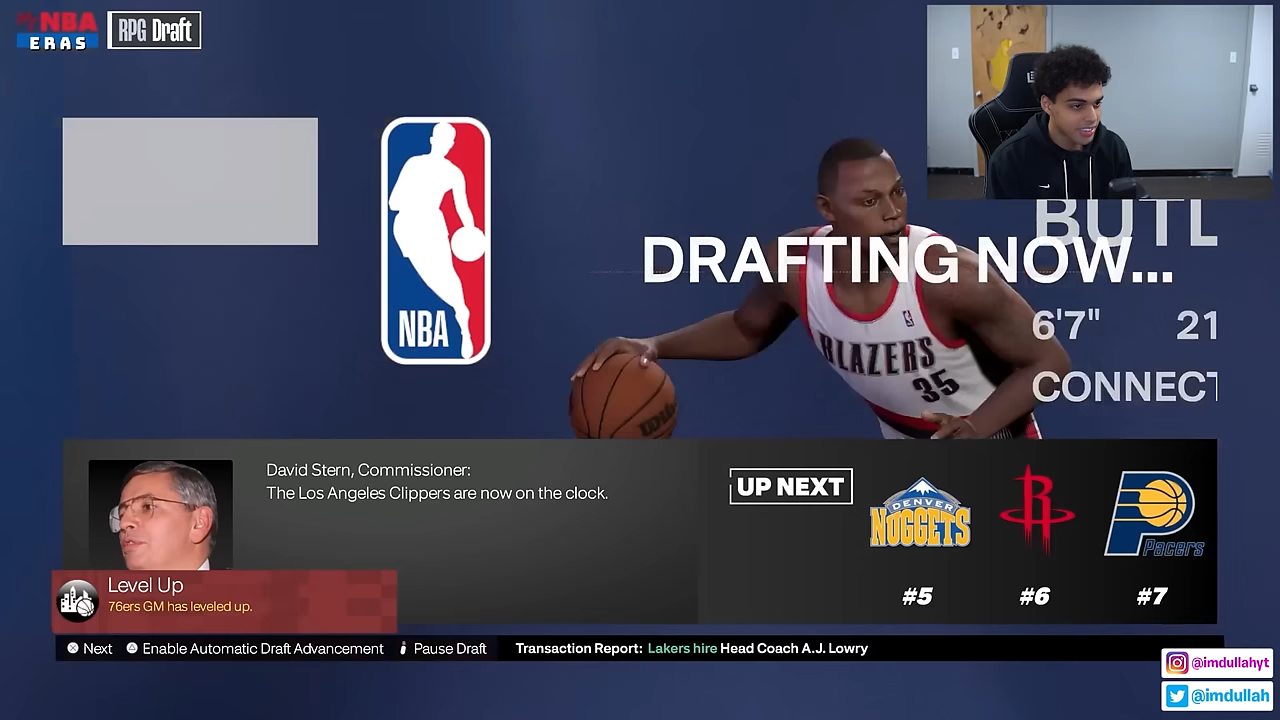 MyNBA
ERAS
RPG Draft
NBA
BUTL
DRAFTING NOW...
6'7" 21
CONNECT
BLAZERS
35
David Stern, Commissioner:
The Los Angeles Clippers are now on the clock.
UP NEXT
DENVER
NUGGETS
R
Pacers
#5
#6
#7
Level Up
76ers GM has leveled up.
Next
Enable Automatic Draft Advancement
Pause Draft
Transaction Report: Lakers hire Head Coach A.J. Lowry
@imdullahyt
@imdullah